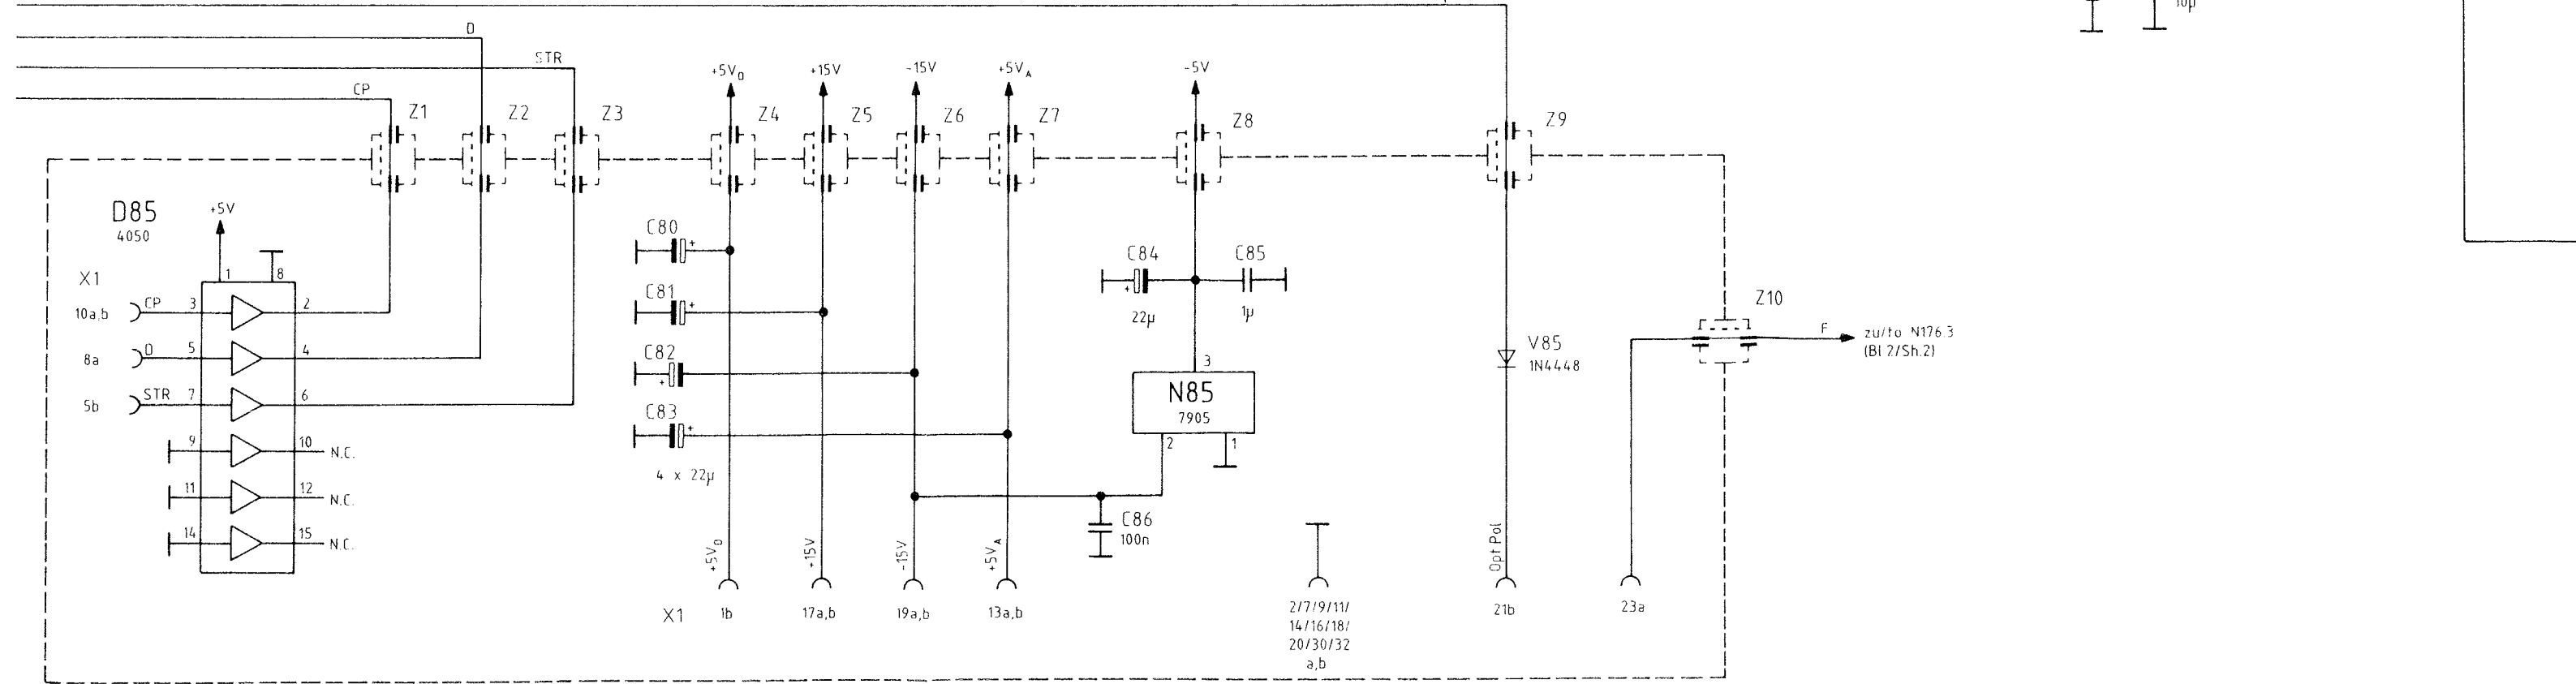 10µ
D
STR
CP
+5VD
+15V
-15V
+5VA
-5V
Z1
Z2
Z3
Z4
Z5
Z6
Z7
Z8
Z9
D85
4050
+5V
X1
1
8
10a,b
CP
3
2
8a
D
5
4
5b
STR
7
6
9
10
N.C.
11
12
N.C.
14
15
N.C.
C80
+
C81
+
C82
+
C83
+
4 x 22µ
C84
+
22µ
C85
1µ
3
N85
7905
2
1
C86
100n
V85
1N4448
Z10
F
zu/to N176.3
(Bl.2/Sh.2)
+5VD
+15V
-15V
+5VA
Opt Pol
X1
1b
17a,b
19a,b
13a,b
2/7/9/11/
14/16/18/
20/30/32
a,b
21b
23a